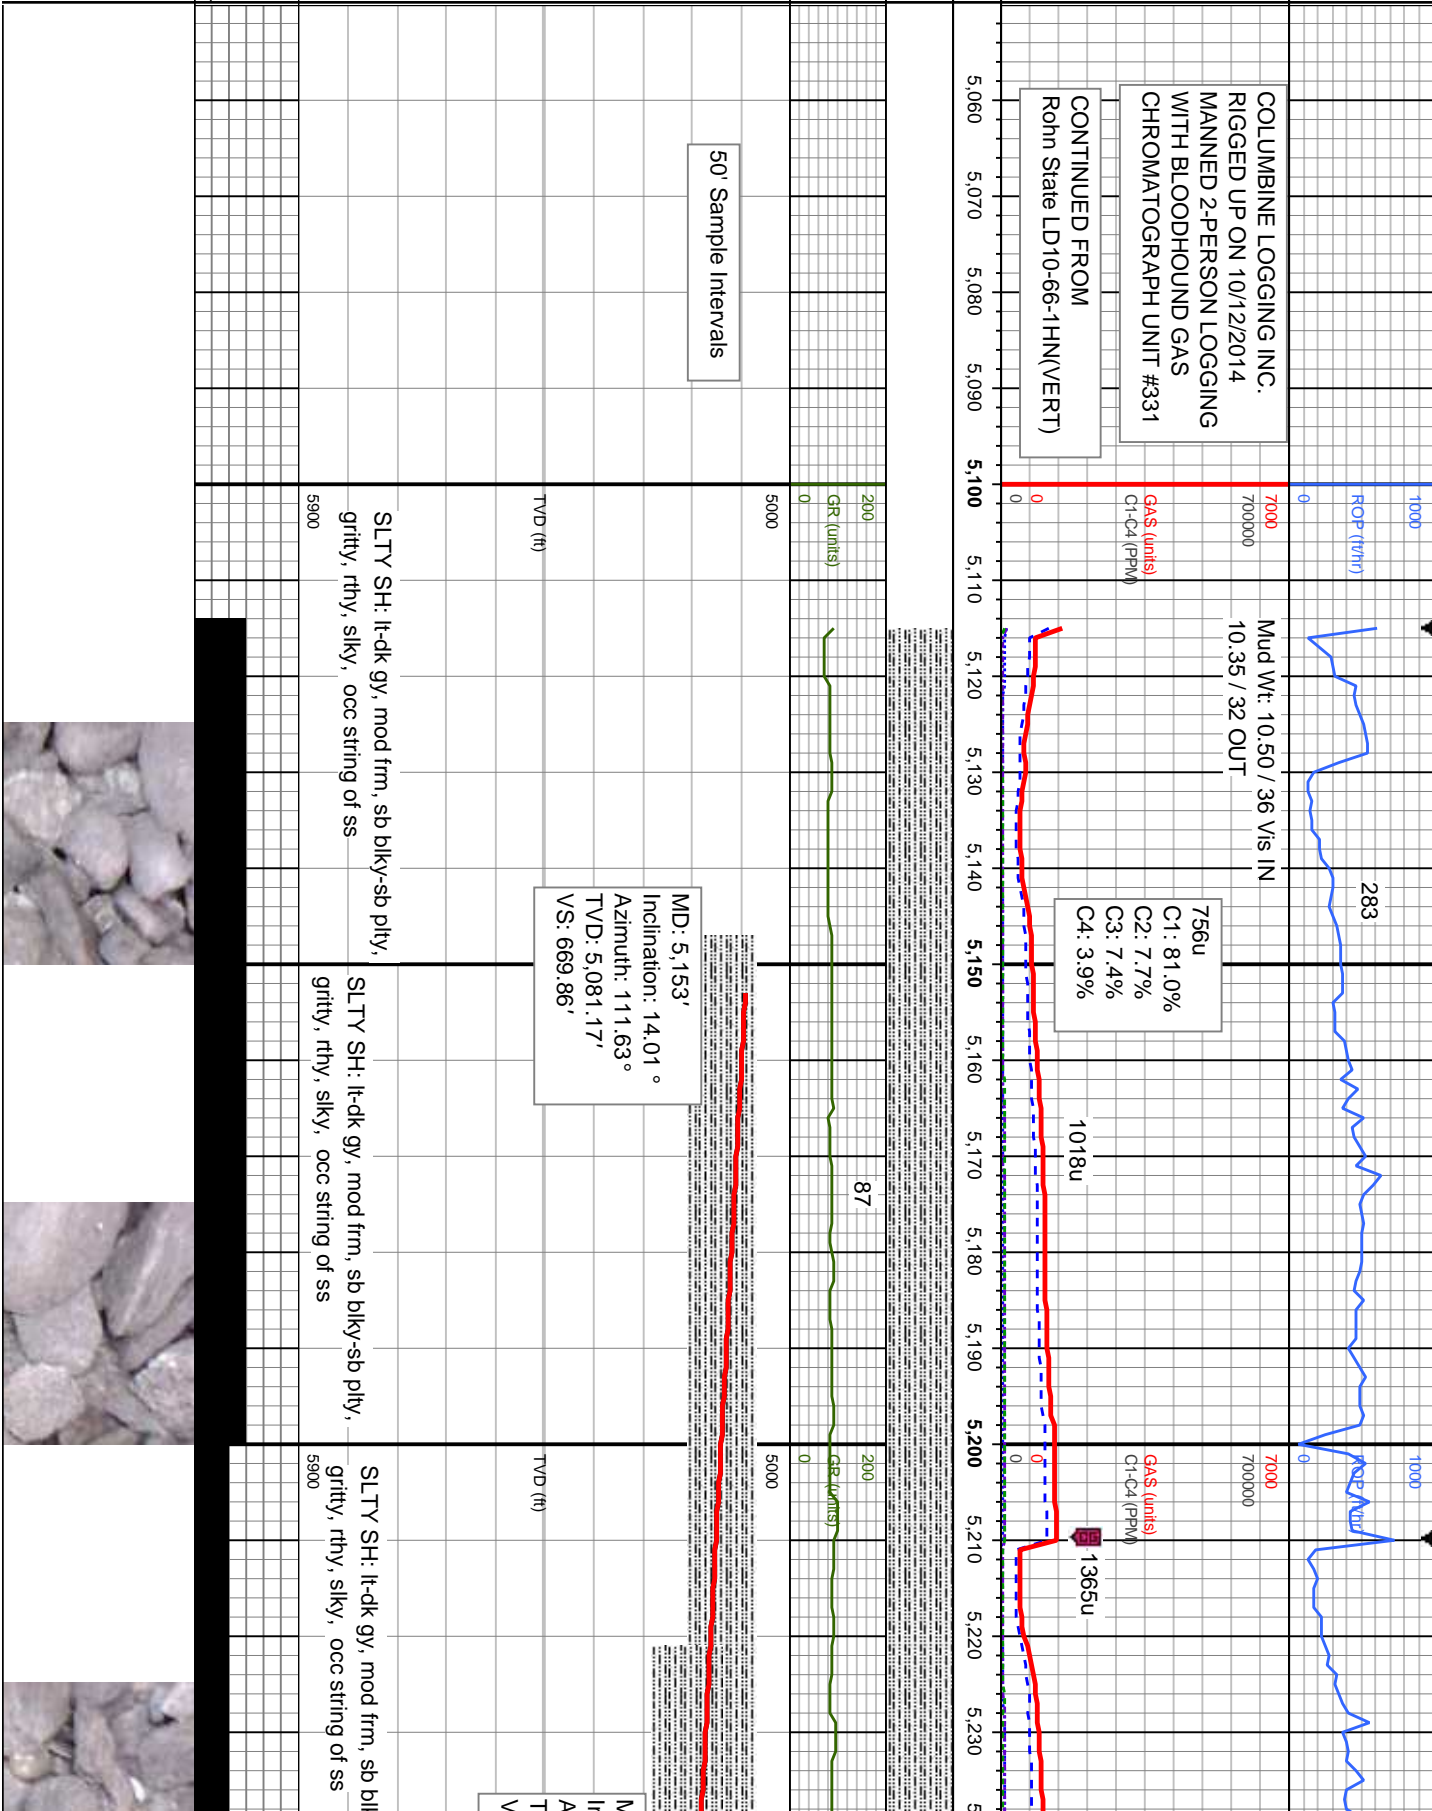 COLUMBINE LOGGING INC.
RIGGED UP ON 10/12/2014
MANNED 2-PERSON LOGGING
WITH BLOODHOUND GAS
CHROMATOGRAPH UNIT #331
CONTINUED FROM
Rohn State LD10-66-1HN(VERT)
50' Sample Intervals
1000
ROP (ft/hr)
0
7000
700000
GAS (units)
C1-C4 (PPM)
0
0
200
GR (units)
0
5000
TVD (ft)
5900
Mud Wt: 10.50 / 36 Vis IN
10.35 / 32 OUT
283
756u
C1: 81.0%
C2: 7.7%
C3: 7.4%
C4: 3.9%
1018u
87
1365u
5,060
5,070
5,080
5,090
5,100
5,110
5,120
5,130
5,140
5,150
5,160
5,170
5,180
5,190
5,200
5,210
5,220
5,230
MD: 5,153'
Inclination: 14.01 °
Azimuth: 111.63°
TVD: 5,081.17'
VS: 669.86'
SLTY SH: lt-dk gy, mod frm, sb blky-sb plty,
gritty, rthy, slky, occ string of ss
SLTY SH: lt-dk gy, mod frm, sb blky-sb plty,
gritty, rthy, slky, occ string of ss
1000
ROP (ft/hr)
0
7000
700000
GAS (units)
C1-C4 (PPM)
0
0
200
GR (units)
0
5000
TVD (ft)
5900
SLTY SH: lt-dk gy, mod frm, sb bl
gritty, rthy, slky, occ string of ss